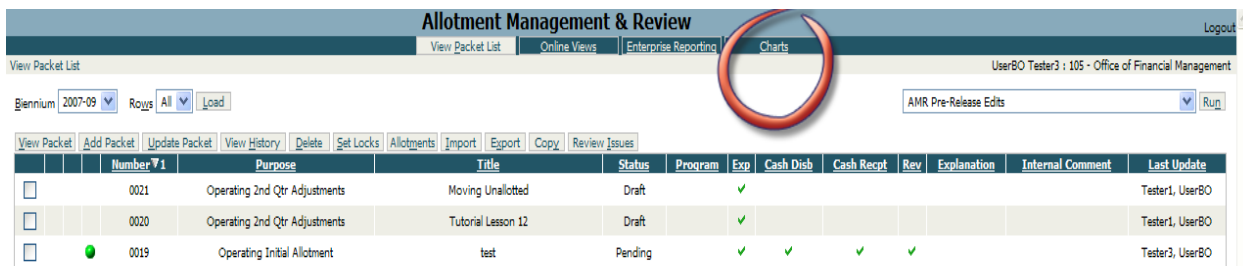 Allotment Management & Review
Logout
View Packet List Online Views Enterprise Reporting Charts
View Packet List UserBO Tester3 : 105 - Office of Financial Management
Biennium 2007-09 Rows All Load AMR Pre-Release Edits Run
View Packet Add Packet Update Packet View History Delete Set Locks Allotments Import Export Copy Review Issues
Number 1 Purpose Title Status Program Exp Cash Disb Cash Recpt Rev Explanation Internal Comment Last Update
0021 Operating 2nd Qtr Adjustments Moving Unallotted Draft Tester1, UserBO
0020 Operating 2nd Qtr Adjustments Tutorial Lesson 12 Draft Tester1, UserBO
0019 Operating Initial Allotment test Pending Tester3, UserBO